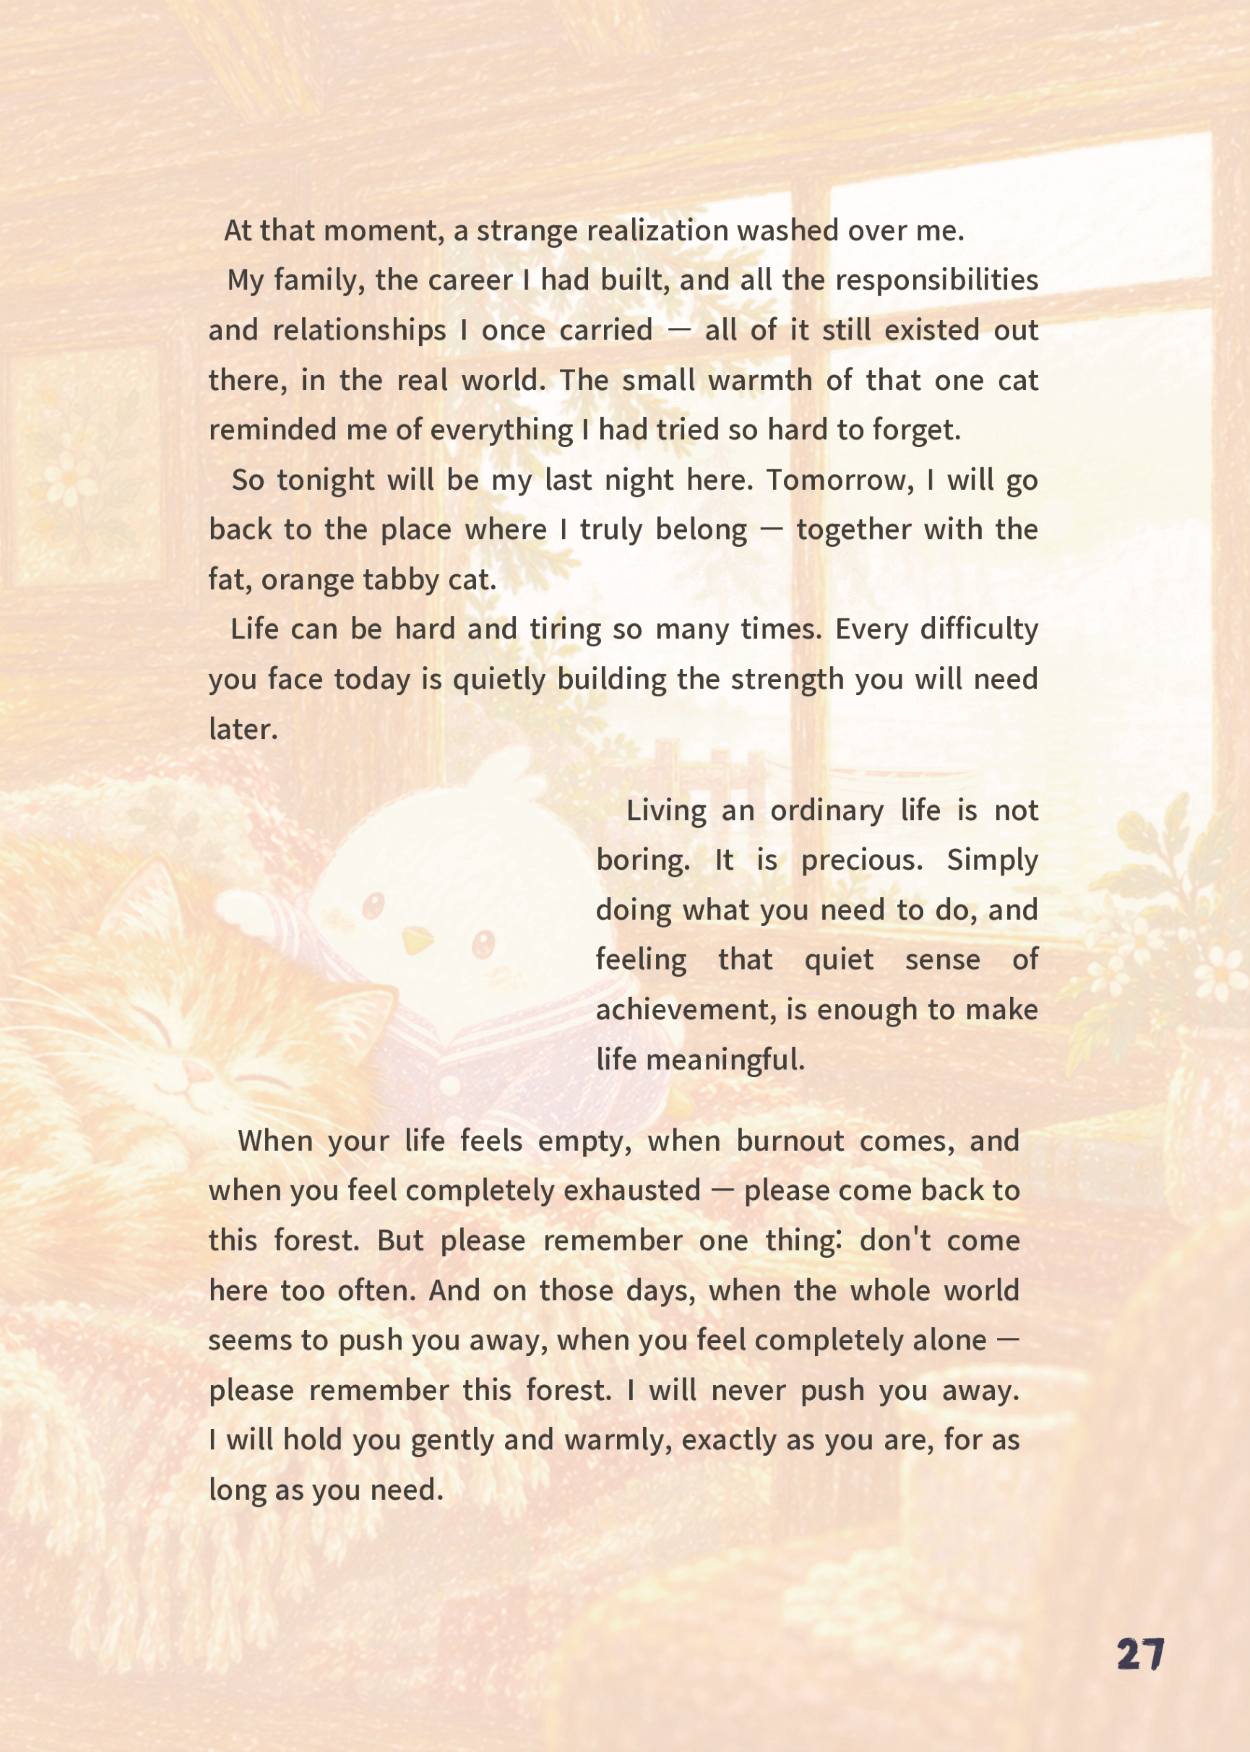 At that moment, a strange realization washed over me.
My family, the career I had built, and all the responsibilities
and relationships I once carried — all of it still existed out
there, in the real world. The small warmth of that one cat
reminded me of everything I had tried so hard to forget.
So tonight will be my last night here. Tomorrow, I will go
back to the place where I truly belong — together with the
fat, orange tabby cat.
Life can be hard and tiring so many times. Every difficulty
you face today is quietly building the strength you will need
later.
Living an ordinary life is not
boring. It is precious. Simply
doing what you need to do, and
feeling that quiet sense of
achievement, is enough to make
life meaningful.
When your life feels empty, when burnout comes, and
when you feel completely exhausted — please come back to
this forest. But please remember one thing: don't come
here too often. And on those days, when the whole world
seems to push you away, when you feel completely alone —
please remember this forest. I will never push you away.
I will hold you gently and warmly, exactly as you are, for as
long as you need.
27